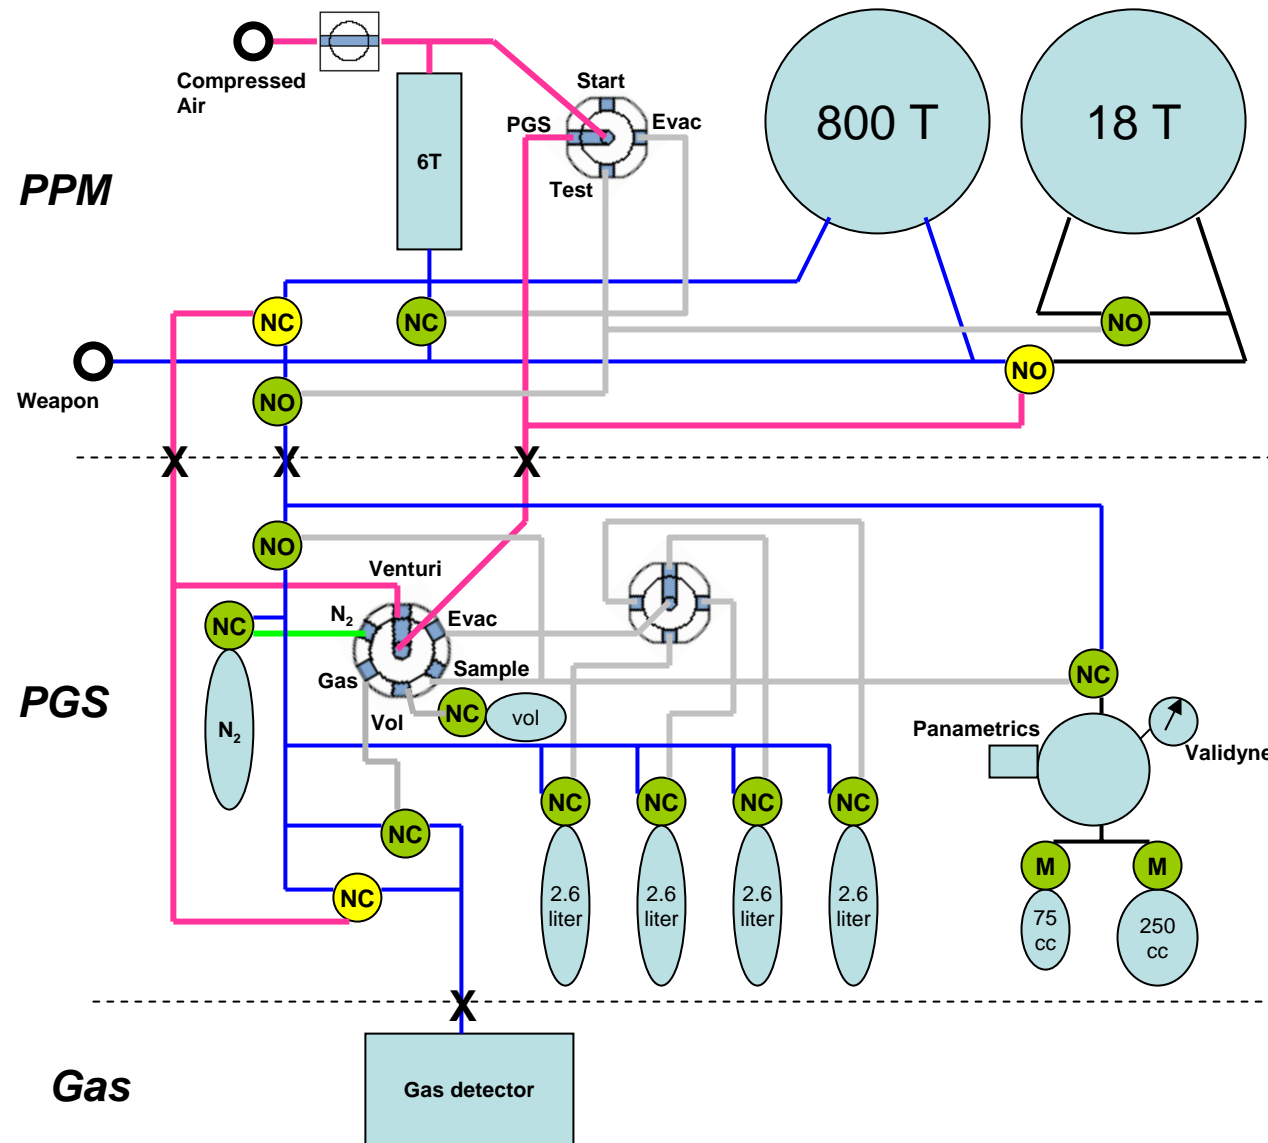 Compressed
Air
Start
PGS
Evac
Test
6T
800 T
18 T
PPM
NC
NC
NO
NO
Weapon
NO
X
X
X
NO
Venturi
N2
Evac
NC
Gas
Sample
Vol
NC
vol
NC
PGS
N2
Panametrics
Validyne
NC
NC
NC
NC
NC
NC
M
M
2.6
liter
2.6
liter
2.6
liter
2.6
liter
75
cc
250
cc
X
Gas
Gas detector